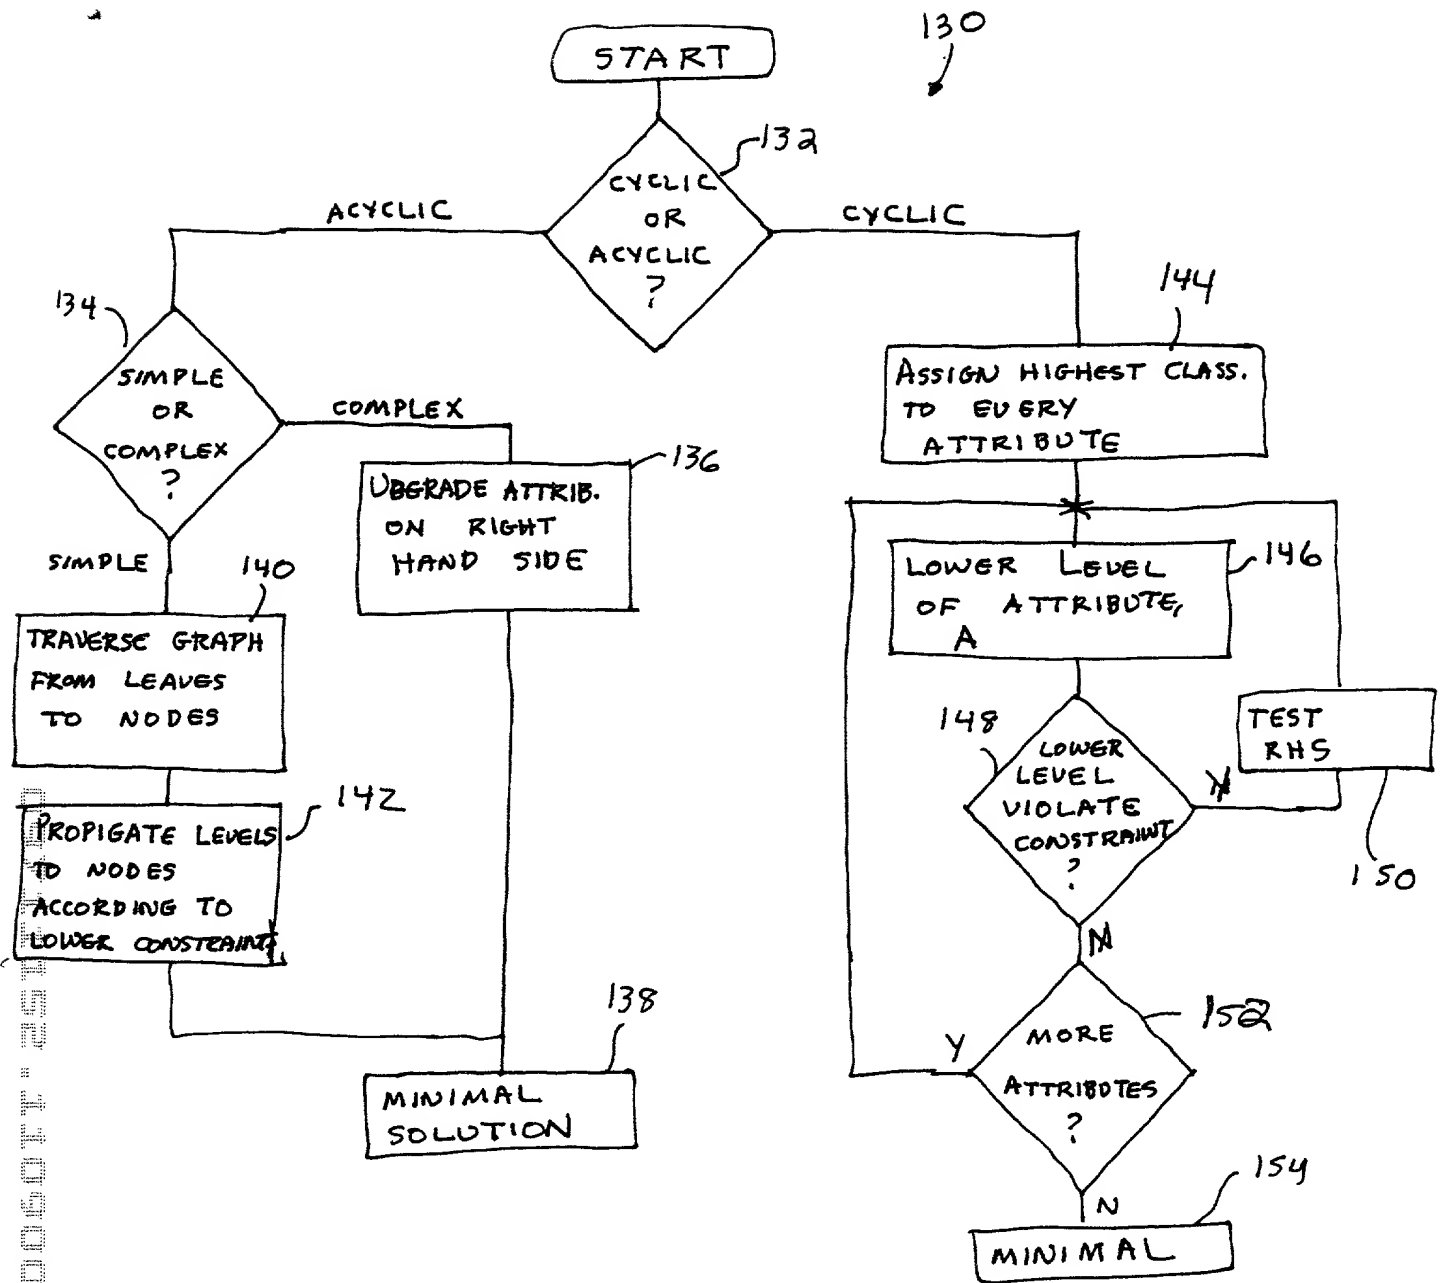 130
START
132
CYCLIC
OR
ACYCLIC
?
ACYCLIC
CYCLIC
134
SIMPLE
OR
COMPLEX
?
COMPLEX
SIMPLE
136
UBGRADE ATTRIB.
ON RIGHT
HAND SIDE
140
TRAVERSE GRAPH
FROM LEAVES
TO NODES
142
PROPIGATE LEVELS
TO NODES
ACCORDING TO
LOWER CONSTRAINT
138
MINIMAL
SOLUTION
144
ASSIGN HIGHEST CLASS.
TO EVERY
ATTRIBUTE
146
LOWER LEVEL
OF ATTRIBUTE,
A
148
LOWER
LEVEL
VIOLATE
CONSTRAINT
?
TEST
RHS
150
152
MORE
ATTRIBUTES
?
Y
N
154
MINIMAL